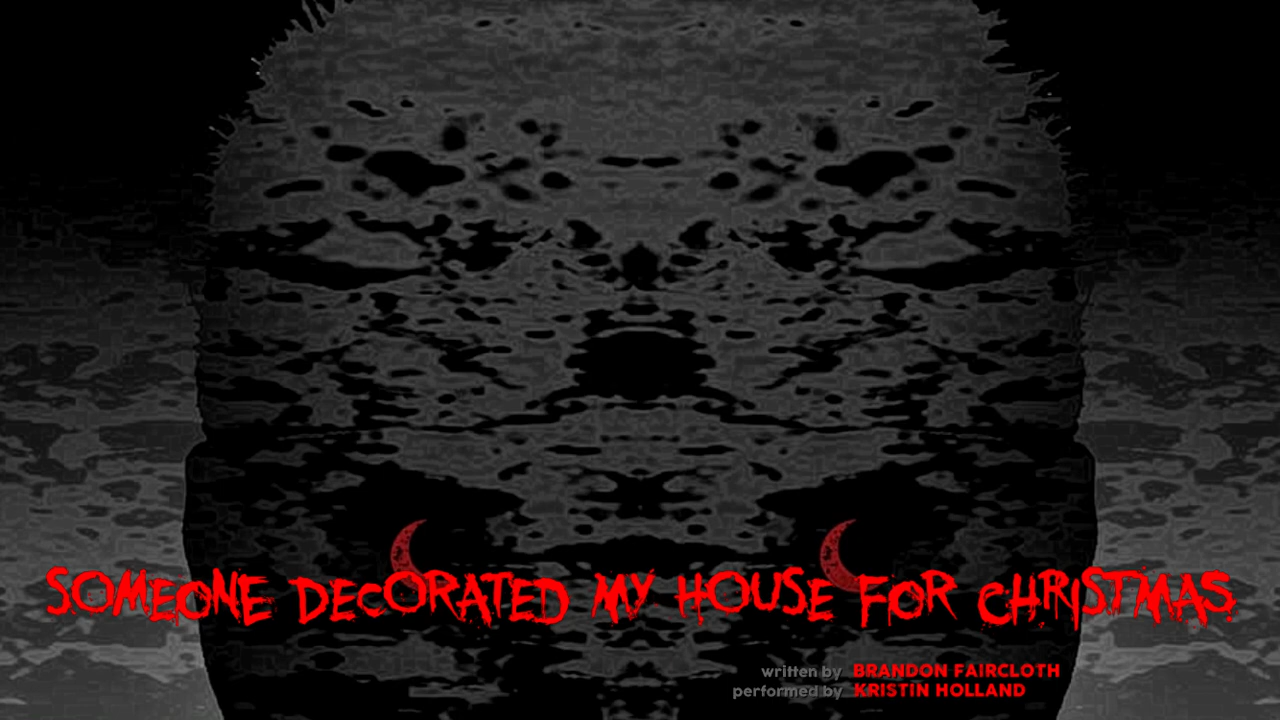 SOMEONE DECORATED MY HOUSE FOR CHRISTMAS
written by BRANDON FAIRCLOTH
performed by KRISTIN HOLLAND